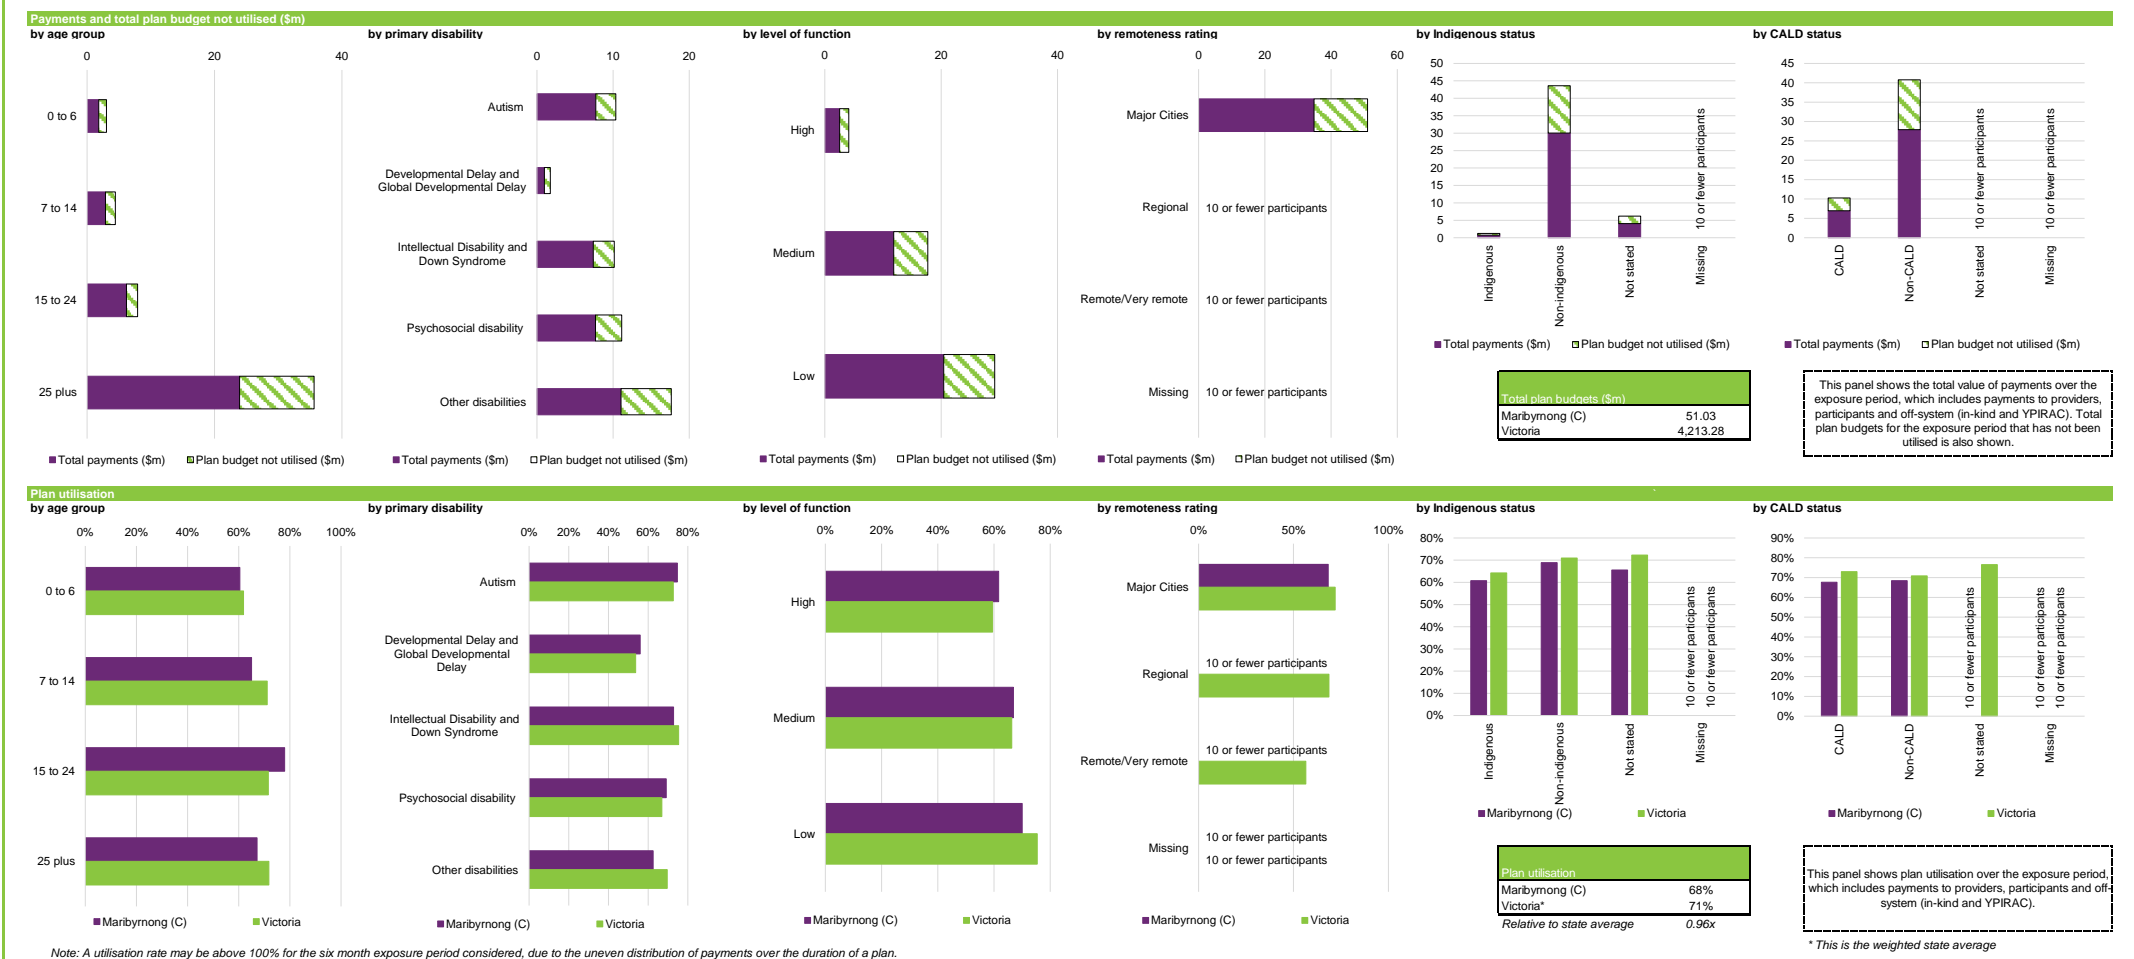 Payments and total plan budget not utilised ($m)
by age group
0 20 40
0 to 6
7 to 14
15 to 24
25 plus
Total payments ($m) Plan budget not utilised ($m)
by primary disability
0 10 20
Autism
Developmental Delay and
Global Developmental Delay
Intellectual Disability and
Down Syndrome
Psychosocial disability
Other disabilities
Total payments ($m) Plan budget not utilised ($m)
by level of function
0 20 40
High
Medium
Low
Total payments ($m) Plan budget not utilised ($m)
by remoteness rating
0 20 40 60
Major Cities
Regional 10 or fewer participants
Remote/Very remote 10 or fewer participants
Missing 10 or fewer participants
Total payments ($m) Plan budget not utilised ($m)
by Indigenous status
50
45
40
35
30
25
20
15
10
5
0
10 or fewer participants
Indigenous
Non-indigenous
Not stated
Missing
Total payments ($m) Plan budget not utilised ($m)
Total plan budgets ($m)
Maribyrnong (C) 51.03
Victoria 4,213.28
by CALD status
45
40
35
30
25
20
15
10
5
0
10 or fewer participants
10 or fewer participants
CALD
Non-CALD
Not stated
Missing
Total payments ($m) Plan budget not utilised ($m)
This panel shows the total value of payments over the
exposure period, which includes payments to providers,
participants and off-system (in-kind and YPIRAC). Total
plan budgets for the exposure period that has not been
utilised is also shown.
Plan utilisation
by age group
0% 20% 40% 60% 80% 100%
0 to 6
7 to 14
15 to 24
25 plus
Maribyrnong (C) Victoria
by primary disability
0% 20% 40% 60% 80%
Autism
Developmental Delay and
Global Developmental
Delay
Intellectual Disability and
Down Syndrome
Psychosocial disability
Other disabilities
Maribyrnong (C) Victoria
by level of function
0% 20% 40% 60% 80%
High
Medium
Low
Maribyrnong (C) Victoria
by remoteness rating
0% 50% 100%
Major Cities
10 or fewer participants
Regional
10 or fewer participants
Remote/Very remote
10 or fewer participants
Missing
10 or fewer participants
Maribyrnong (C) Victoria
by Indigenous status
80%
70%
60%
50%
40%
30%
20%
10%
0%
10 or fewer participants
10 or fewer participants
Indigenous
Non-indigenous
Not stated
Missing
Maribyrnong (C) Victoria
Plan utilisation
Maribyrnong (C) 68%
Victoria* 71%
Relative to state average 0.96x
by CALD status
90%
80%
70%
60%
50%
40%
30%
20%
10%
0%
10 or fewer participants
10 or fewer participants
10 or fewer participants
CALD
Non-CALD
Not stated
Missing
Maribyrnong (C) Victoria
This panel shows plan utilisation over the exposure period,
which includes payments to providers, participants and off-
system (in-kind and YPIRAC).
* This is the weighted state average
Note: A utilisation rate may be above 100% for the six month exposure period considered, due to the uneven distribution of payments over the duration of a plan.